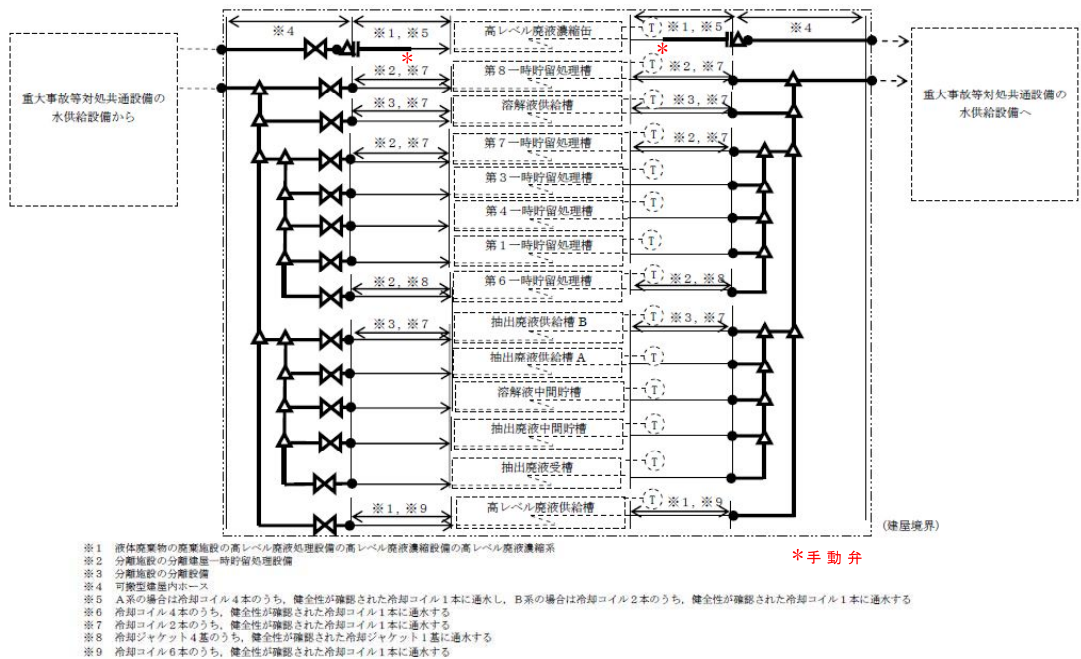 ※4
※1，※5
高レベル廃液濃縮缶
T
※1，※5
※4
*
*
重大事故等対処共通設備の
水供給設備から
重大事故等対処共通設備の
水供給設備へ
※2，※7
第8一時貯留処理槽
T
※2，※7
※3，※7
溶解液供給槽
T
※3，※7
※2，※7
第7一時貯留処理槽
T
※2，※7
第3一時貯留処理槽
T
第4一時貯留処理槽
T
第1一時貯留処理槽
T
※2，※8
第6一時貯留処理槽
T
※2，※8
※3，※7
抽出廃液供給槽B
T
※3，※7
抽出廃液供給槽A
T
溶解液中間貯槽
T
抽出廃液中間貯槽
T
抽出廃液受槽
T
※1，※9
高レベル廃液供給槽
T
※1，※9
（建屋境界）
*手動弁
※1　液体廃棄物の廃棄施設の高レベル廃液処理設備の高レベル廃液濃縮設備の高レベル廃液濃縮系
※2　分離施設の分離建屋一時貯留処理設備
※3　分離施設の分離設備
※4　可搬型建屋内ホース
※5　A系の場合は冷却コイル4本のうち，健全性が確認された冷却コイル1本に通水し，B系の場合は冷却コイル2本のうち，健全性が確認された冷却コイル1本に通水する
※6　冷却コイル4本のうち，健全性が確認された冷却コイル1本に通水する
※7　冷却コイル2本のうち，健全性が確認された冷却コイル1本に通水する
※8　冷却ジャケット4基のうち，健全性が確認された冷却ジャケット1基に通水する
※9　冷却コイル6本のうち，健全性が確認された冷却コイル1本に通水する